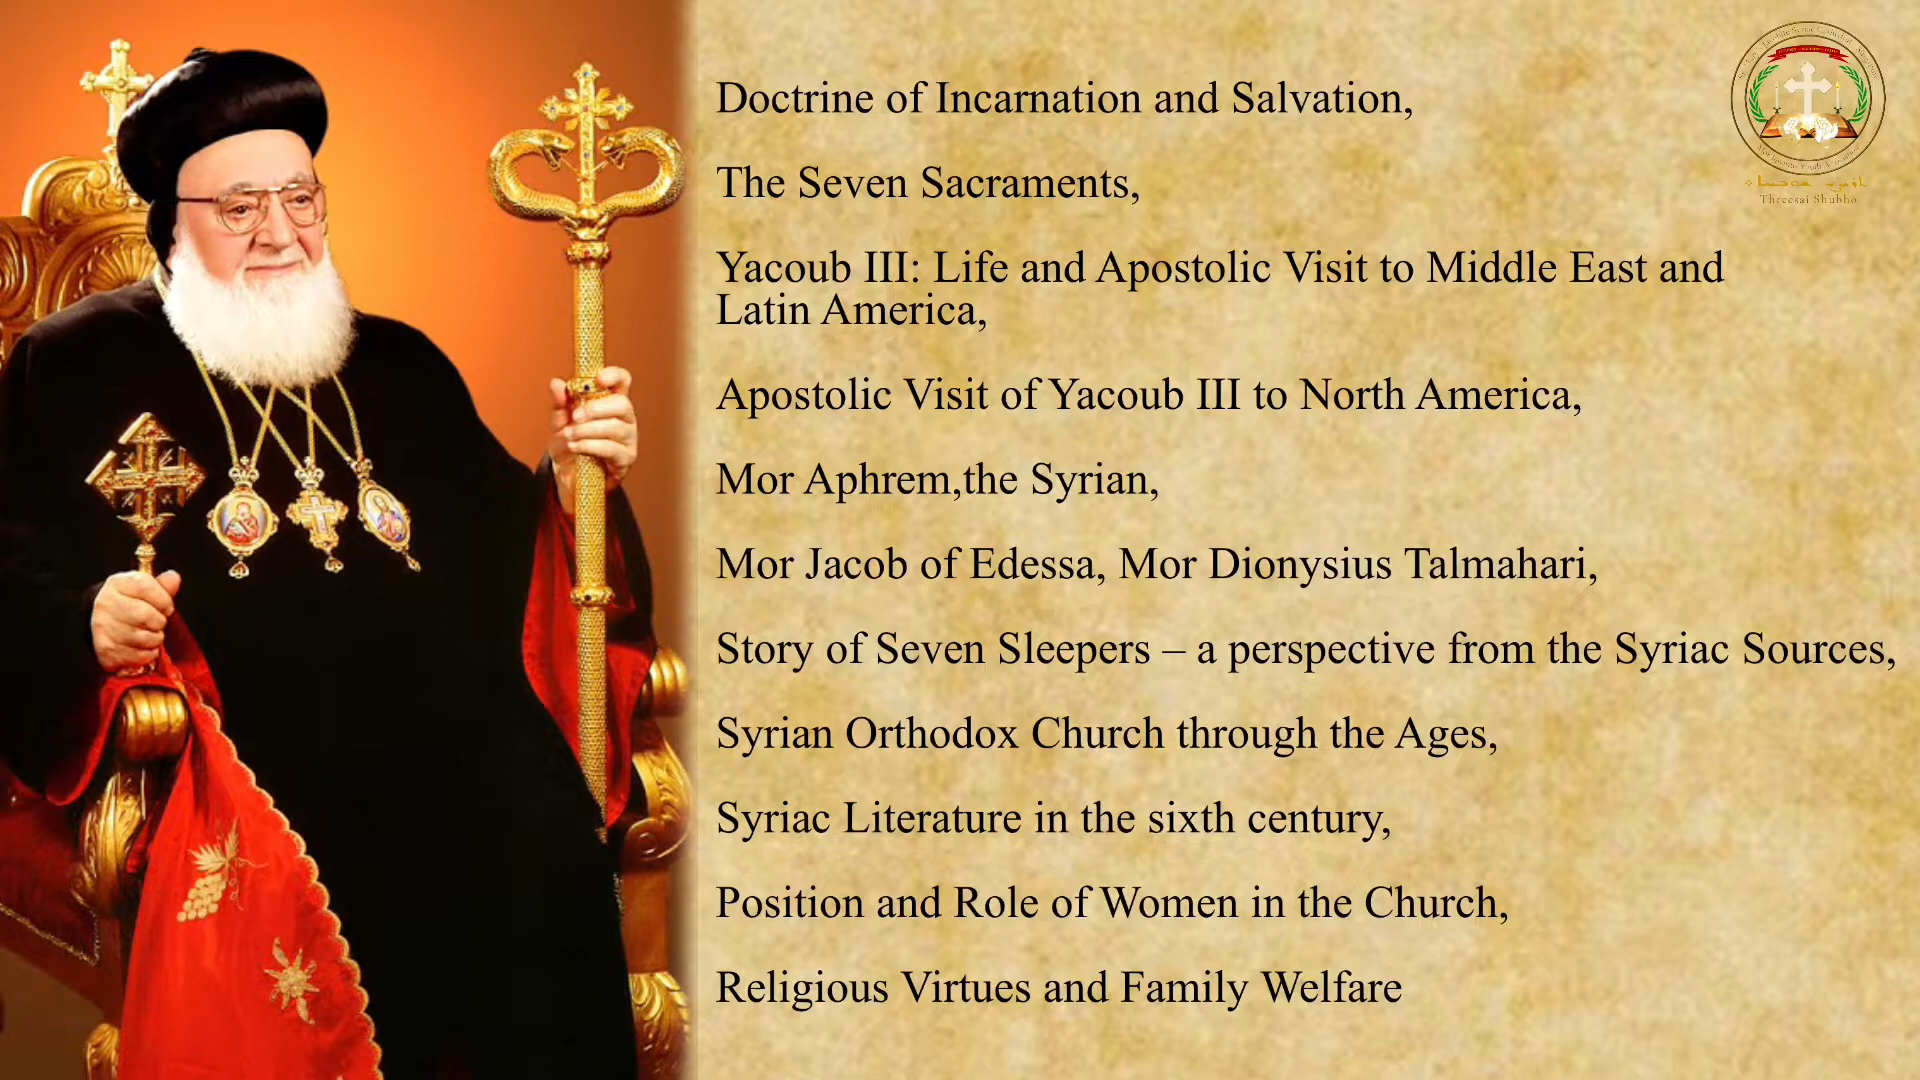 Doctrine of Incarnation and Salvation,
The Seven Sacraments,
Yacoub III: Life and Apostolic Visit to Middle East and
Latin America,
Apostolic Visit of Yacoub III to North America,
Mor Aphrem,the Syrian,
Mor Jacob of Edessa, Mor Dionysius Talmahari,
Story of Seven Sleepers – a perspective from the Syriac Sources,
Syrian Orthodox Church through the Ages,
Syriac Literature in the sixth century,
Position and Role of Women in the Church,
Religious Virtues and Family Welfare
Threesai Shubho